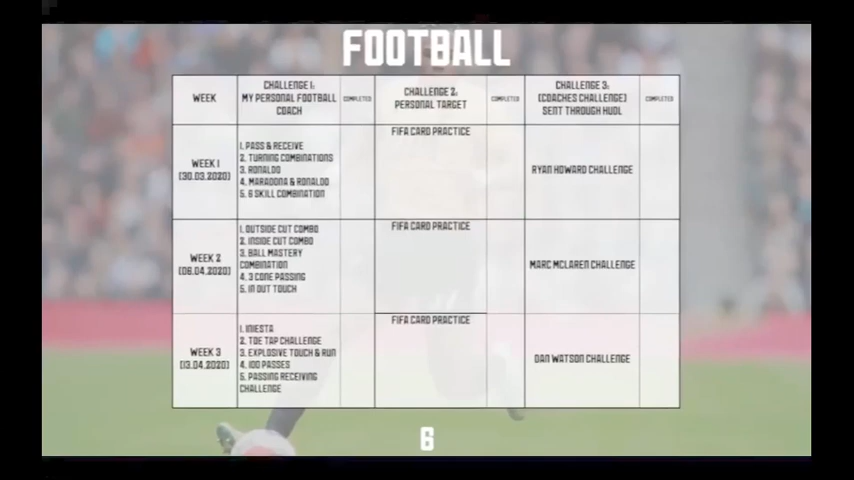 FOOTBALL
WEEK
CHALLENGE 1:
MY PERSONAL FOOTBALL
COACH
COMPLETED
CHALLENGE 2:
PERSONAL TARGET
COMPLETED
CHALLENGE 3:
(COACHES CHALLENGE)
SENT THROUGH HUDL
COMPLETED
WEEK 1
(30.03.2020)
1. PASS & RECEIVE
2. TURNING COMBINATIONS
3. RONALDO
4. MARADONA & RONALDO
5. 6 SKILL COMBINATION
FIFA CARD PRACTICE
RYAN HOWARD CHALLENGE
WEEK 2
(06.04.2020)
1. OUTSIDE CUT COMBO
2. INSIDE CUT COMBO
3. BALL MASTERY
COMBINATION
4. 3 CONE PASSING
5. IN OUT TOUCH
FIFA CARD PRACTICE
MARC MCLAREN CHALLENGE
WEEK 3
(13.04.2020)
1. INIESTA
2. TOE TAP CHALLENGE
3. EXPLOSIVE TOUCH & RUN
4. 100 PASSES
5. PASSING RECEIVING
CHALLENGE
FIFA CARD PRACTICE
DAN WATSON CHALLENGE
6